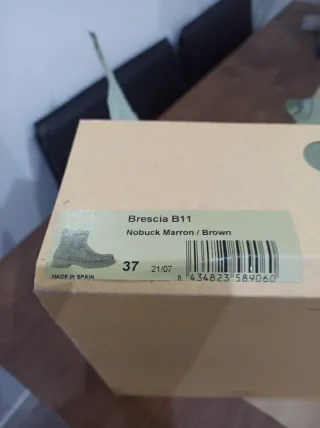 Brescia B11
Nobuck Marron / Brown
37 21/07
MADE IN SPAIN
8 434823 589060